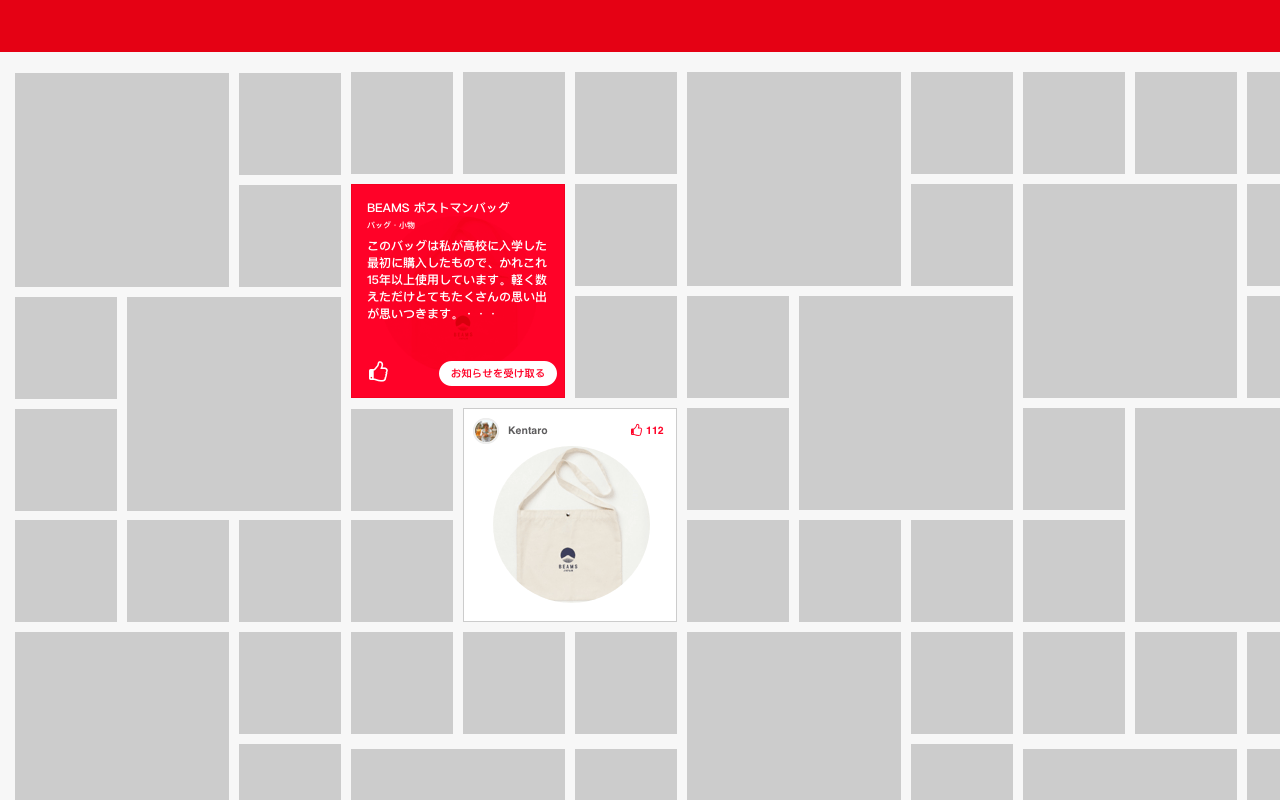 BEAMS ポストマンバッグ
バッグ・小物
このバッグは私が高校に入学した
最初に購入したもので、かれこれ
15年以上使用しています。軽く数
えただけとてもたくさんの思い出
が思いつきます。・・・
お知らせを受け取る
Kentaro
112
BEAMS